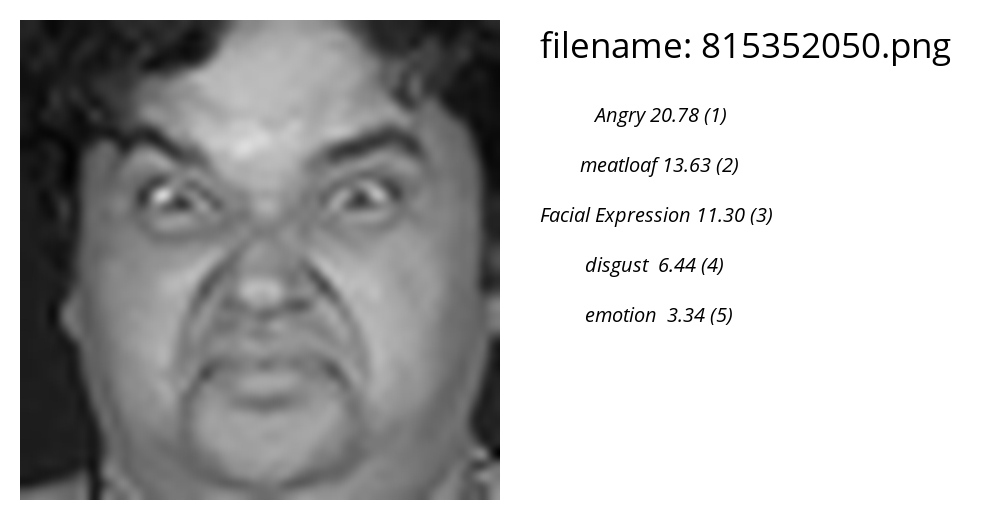 filename: 815352050.png
Angry 20.78 (1)
meatloaf 13.63 (2)
Facial Expression 11.30 (3)
disgust 6.44 (4)
emotion 3.34 (5)